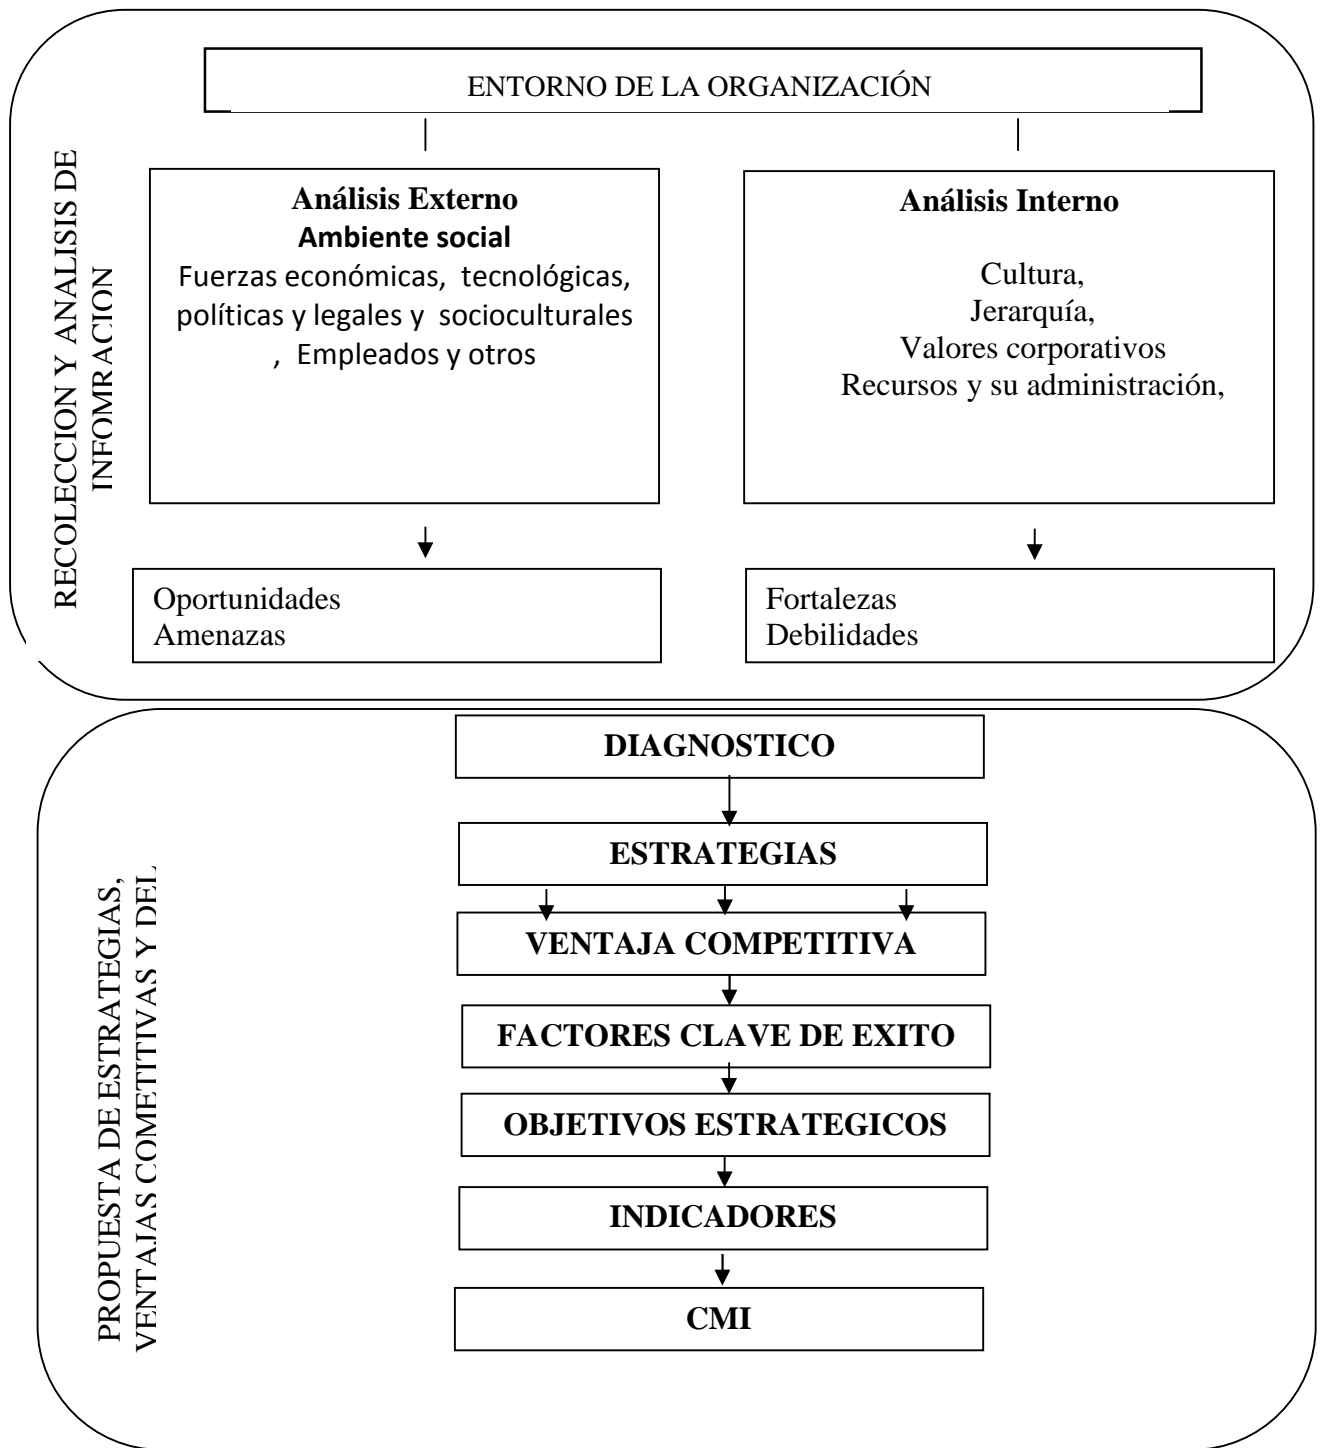 ENTORNO DE LA ORGANIZACIÓN
RECOLECCION Y ANALISIS DE
INFOMRACION
Análisis Externo
Ambiente social
Fuerzas económicas, tecnológicas,
políticas y legales y socioculturales
, Empleados y otros
Análisis Interno
Cultura,
Jerarquía,
Valores corporativos
Recursos y su administración,
Oportunidades
Amenazas
Fortalezas
Debilidades
PROPUESTA DE ESTRATEGIAS,
VENTAJAS COMETITIVAS Y DEL
DIAGNOSTICO
ESTRATEGIAS
VENTAJA COMPETITIVA
FACTORES CLAVE DE EXITO
OBJETIVOS ESTRATEGICOS
INDICADORES
CMI